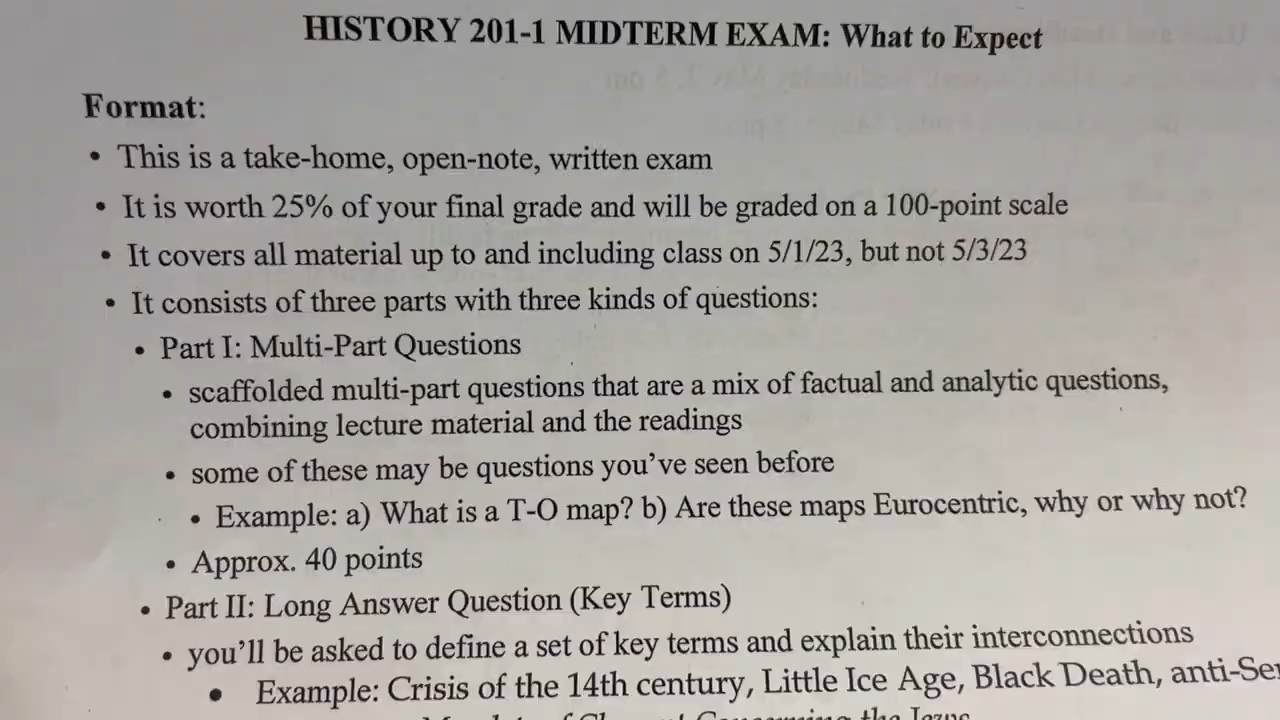 HISTORY 201-1 MIDTERM EXAM: What to Expect
Format:
• This is a take-home, open-note, written exam
• It is worth 25% of your final grade and will be graded on a 100-point scale
• It covers all material up to and including class on 5/1/23, but not 5/3/23
• It consists of three parts with three kinds of questions:
• Part I: Multi-Part Questions
• scaffolded multi-part questions that are a mix of factual and analytic questions,
combining lecture material and the readings
• some of these may be questions you’ve seen before
• Example: a) What is a T-O map? b) Are these maps Eurocentric, why or why not?
• Approx. 40 points
• Part II: Long Answer Question (Key Terms)
• you’ll be asked to define a set of key terms and explain their interconnections
• Example: Crisis of the 14th century, Little Ice Age, Black Death,
Concerning the Jews